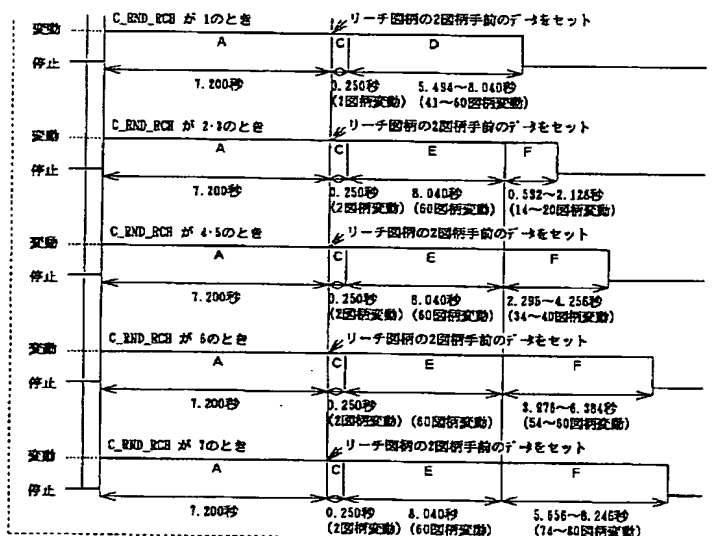 C_RND_RCH が 1のとき
リーチ図柄の2図柄手前のデータをセット
変動
停止
A
C
D
7.200秒
0.250秒
(2図柄変動)
5.494～8.040秒
(41～60図柄変動)
C_RND_RCH が 2･3のとき
リーチ図柄の2図柄手前のデータをセット
変動
停止
A
C
E
F
7.200秒
0.250秒
(2図柄変動)
8.040秒
(60図柄変動)
0.532～2.128秒
(14～20図柄変動)
C_RND_RCH が 4･5のとき
リーチ図柄の2図柄手前のデータをセット
変動
停止
A
C
E
F
7.200秒
0.250秒
(2図柄変動)
8.040秒
(60図柄変動)
2.295～4.256秒
(34～40図柄変動)
C_RND_RCH が 6のとき
リーチ図柄の2図柄手前のデータをセット
変動
停止
A
C
E
F
7.200秒
0.250秒
(2図柄変動)
8.040秒
(60図柄変動)
(54～60図柄変動)
C_RND_RCH が 7のとき
リーチ図柄の2図柄手前のデータをセット
変動
停止
A
C
E
F
7.200秒
0.250秒
(2図柄変動)
8.040秒
(60図柄変動)
(74～80図柄変動)